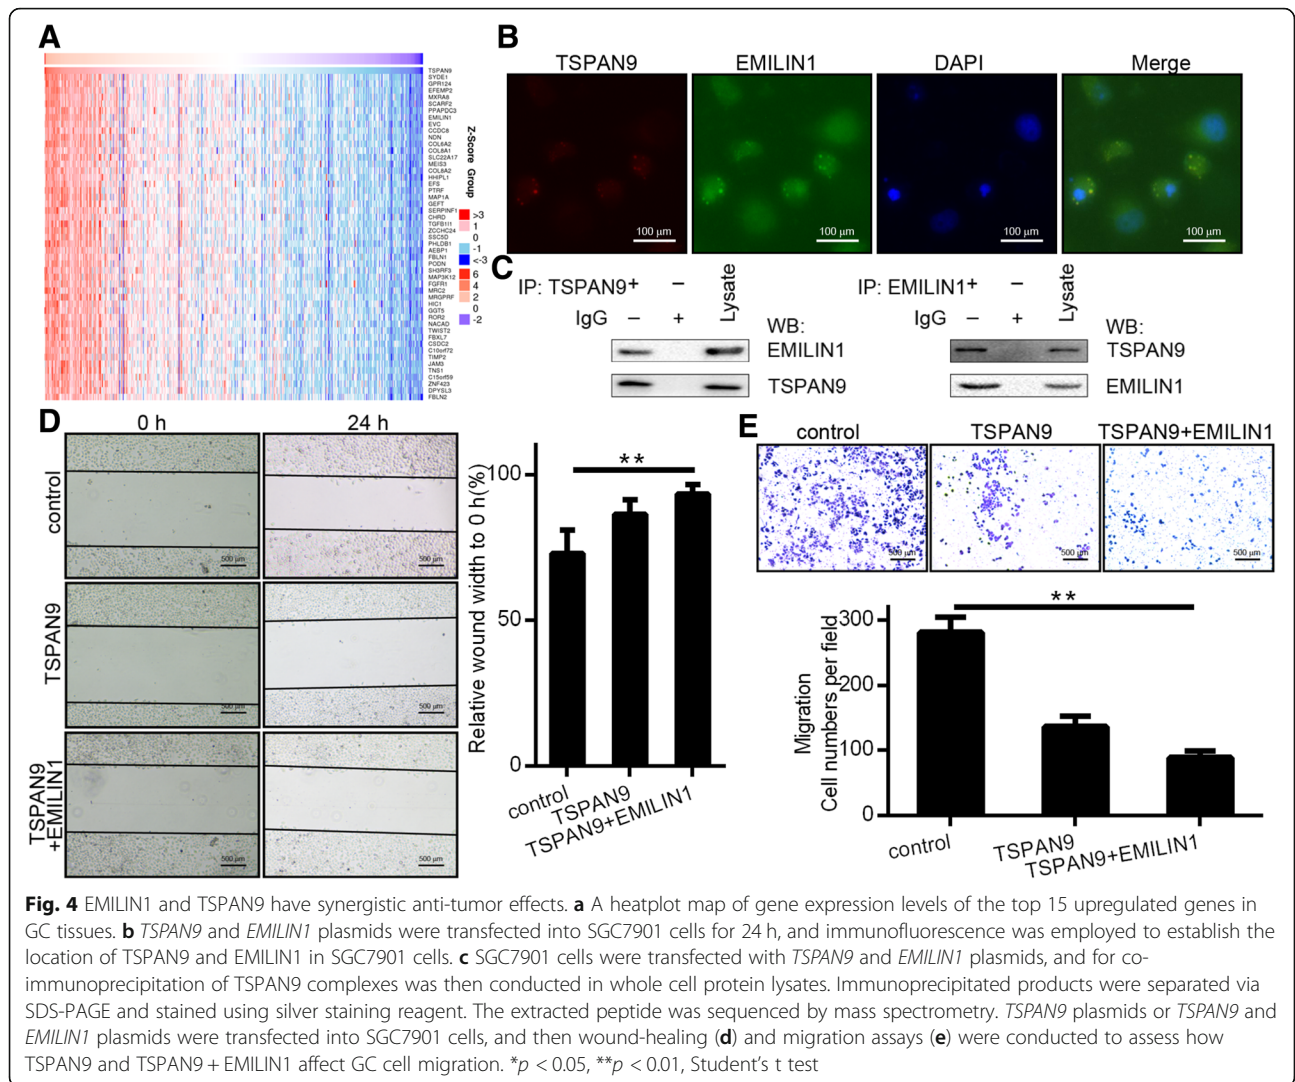 A
TSPAN9
SYDE1
GPR124
EFEMP2
MXRA8
SCARF2
PPAPDC3
EMILIN1
EVC
CCDC8
NDN
COL6A2
COL8A1
SLC22A17
MEIS3
COL8A2
HHIPL1
EFS
PTRF
MAP1A
GEFT
SERPINF1
CHRD
TGFB1I1
ZCCHC24
SSC5D
PHLDB1
AEBP1
FBLN1
PODN
SH3RF3
MAP3K12
FGFR1
MRC2
MRGPRF
HIC1
GGT5
ROR2
NACAD
TWIST2
FBXL7
CSDC2
C10orf72
TIMP2
JAM3
TNS1
C15orf59
ZNF423
DPYSL3
FBLN2
Z-Score Group
>3
1
0
-1
<-3
6
4
2
0
-2
B
TSPAN9 EMILIN1 DAPI Merge
100 μm 100 μm 100 μm 100 μm
C
IP: TSPAN9 + − Lysate
IgG − +
WB:
EMILIN1
TSPAN9
IP: EMILIN1 + − Lysate
IgG − +
WB:
TSPAN9
EMILIN1
D
0 h 24 h
control
500 μm 500 μm
TSPAN9
500 μm 500 μm
TSPAN9
+EMILIN1
500 μm 500 μm
Relative wound width to 0 h(%)
100
50
0
**
control
TSPAN9
TSPAN9+EMILIN1
E
control TSPAN9 TSPAN9+EMILIN1
500 μm 500 μm 500 μm
Migration
Cell numbers per field
300
200
100
0
**
control
TSPAN9
TSPAN9+EMILIN1
Fig. 4 EMILIN1 and TSPAN9 have synergistic anti-tumor effects. a A heatplot map of gene expression levels of the top 15 upregulated genes in
GC tissues. b TSPAN9 and EMILIN1 plasmids were transfected into SGC7901 cells for 24 h, and immunofluorescence was employed to establish the
location of TSPAN9 and EMILIN1 in SGC7901 cells. c SGC7901 cells were transfected with TSPAN9 and EMILIN1 plasmids, and for co-
immunoprecipitation of TSPAN9 complexes was then conducted in whole cell protein lysates. Immunoprecipitated products were separated via
SDS-PAGE and stained using silver staining reagent. The extracted peptide was sequenced by mass spectrometry. TSPAN9 plasmids or TSPAN9 and
EMILIN1 plasmids were transfected into SGC7901 cells, and then wound-healing (d) and migration assays (e) were conducted to assess how
TSPAN9 and TSPAN9 + EMILIN1 affect GC cell migration. *p < 0.05, **p < 0.01, Student's t test